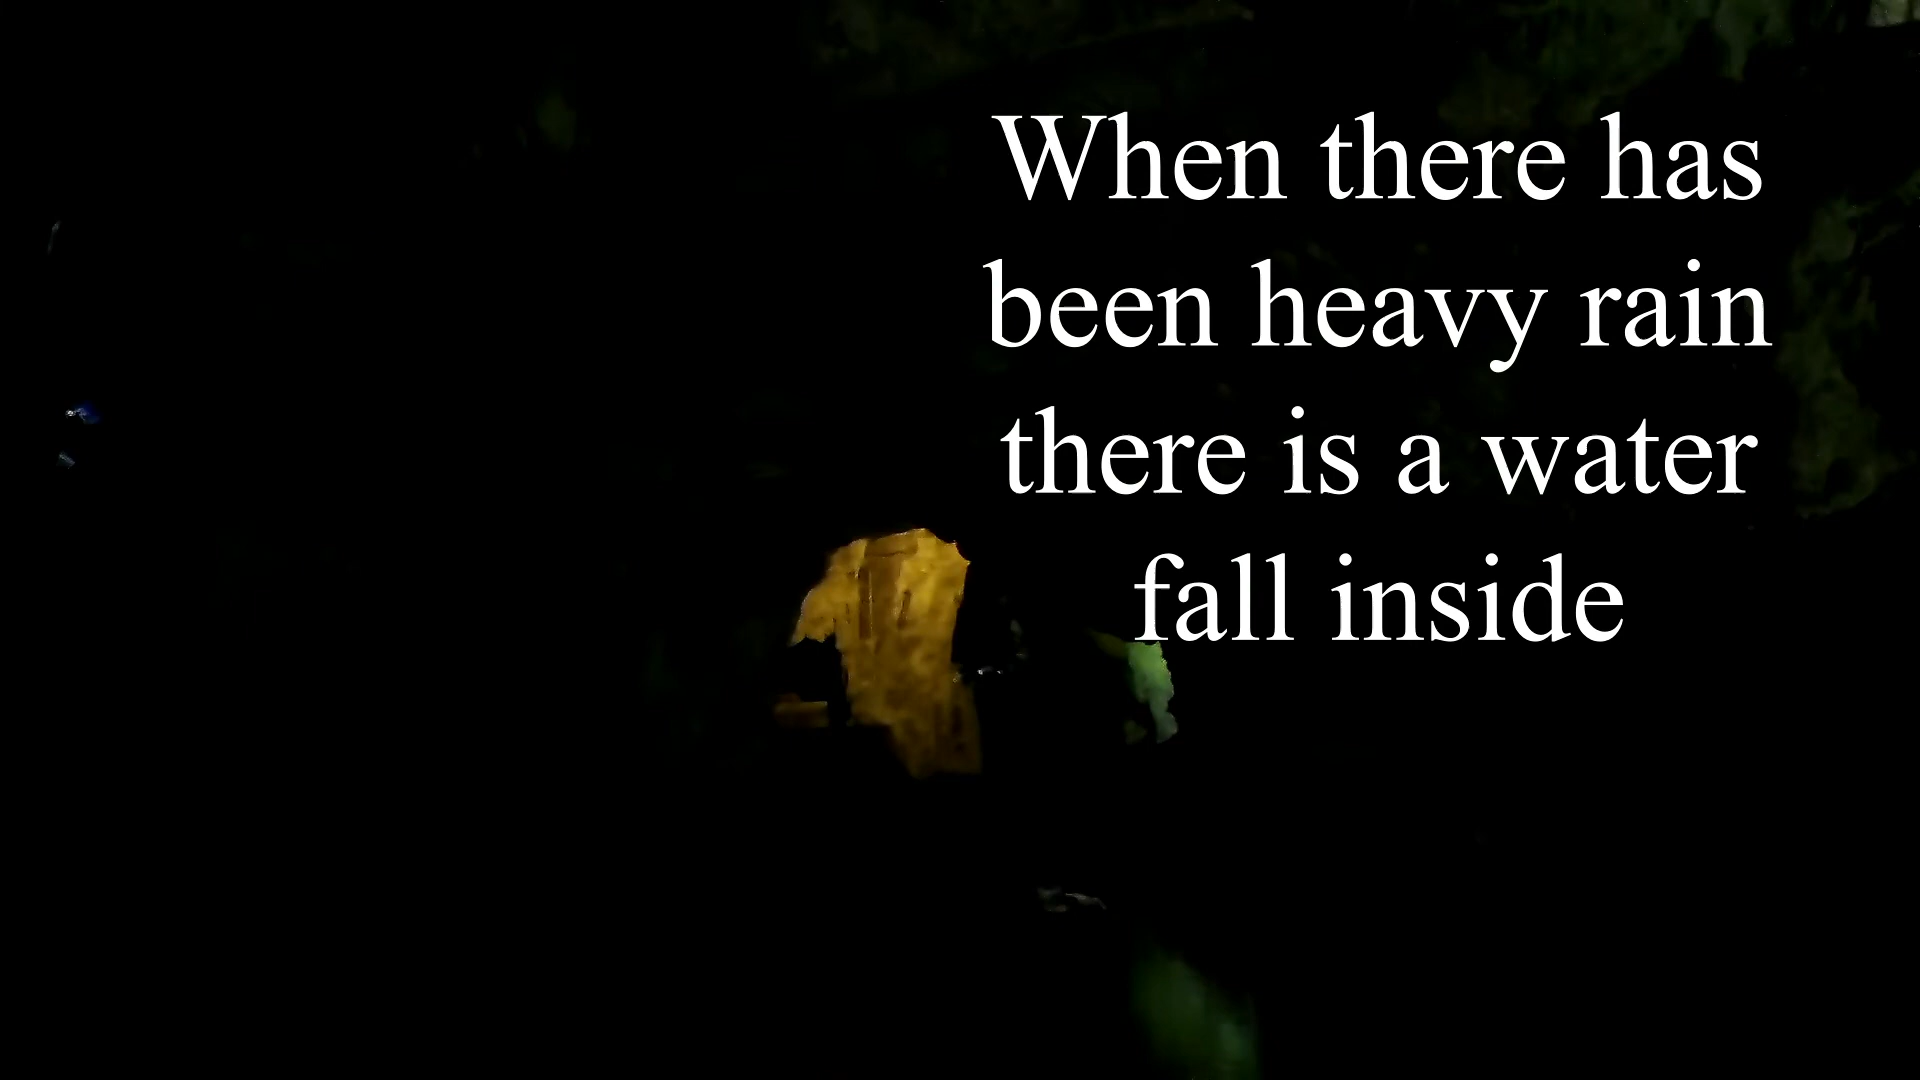 When there has
been heavy rain
there is a water
fall inside